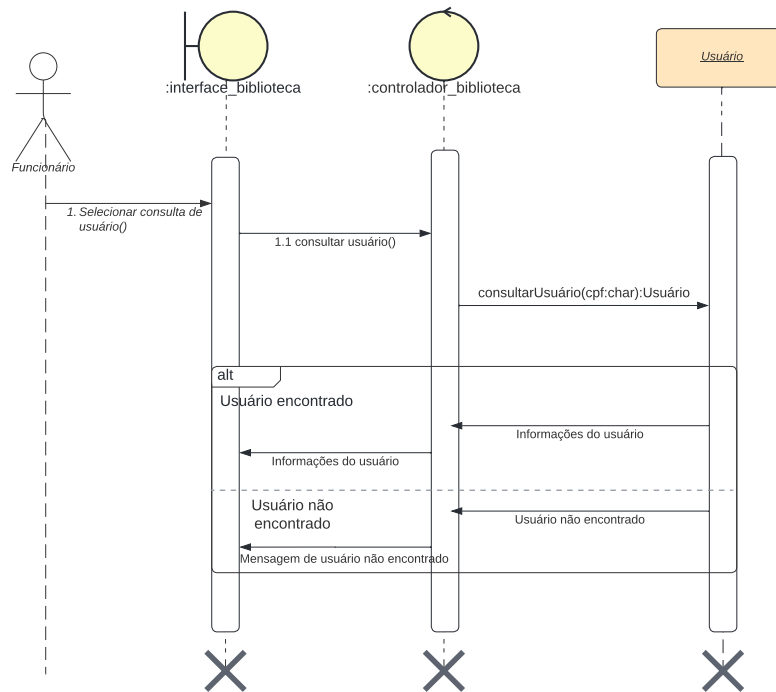 Usuário
:interface_biblioteca
:controlador_biblioteca
Funcionário
1. Selecionar consulta de
usuário()
1.1 consultar usuário()
consultarUsuário(cpf:char):Usuário
alt
Usuário encontrado
Informações do usuário
Informações do usuário
Usuário não
encontrado
Usuário não encontrado
Mensagem de usuário não encontrado